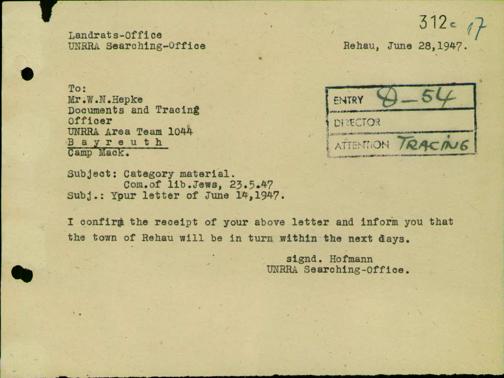 312c 17
Landrats-Office
UNRRA Searching-Office
Rehau, June 28,1947.
To:
Mr.W.N.Hepke
Documents and Tracing
Officer
UNRRA Area Team 1044
B a y r e u t h
Camp Mack.
ENTRY D-54
DIRECTOR
ATTENTION TRACING
Subject: Category material.
Com.of lib.Jews, 23.5.47
Subj.: Your letter of June 14,1947.
I confirm the receipt of your above letter and inform you that
the town of Rehau will be in turn within the next days.
signd. Hofmann
UNRRA Searching-Office.